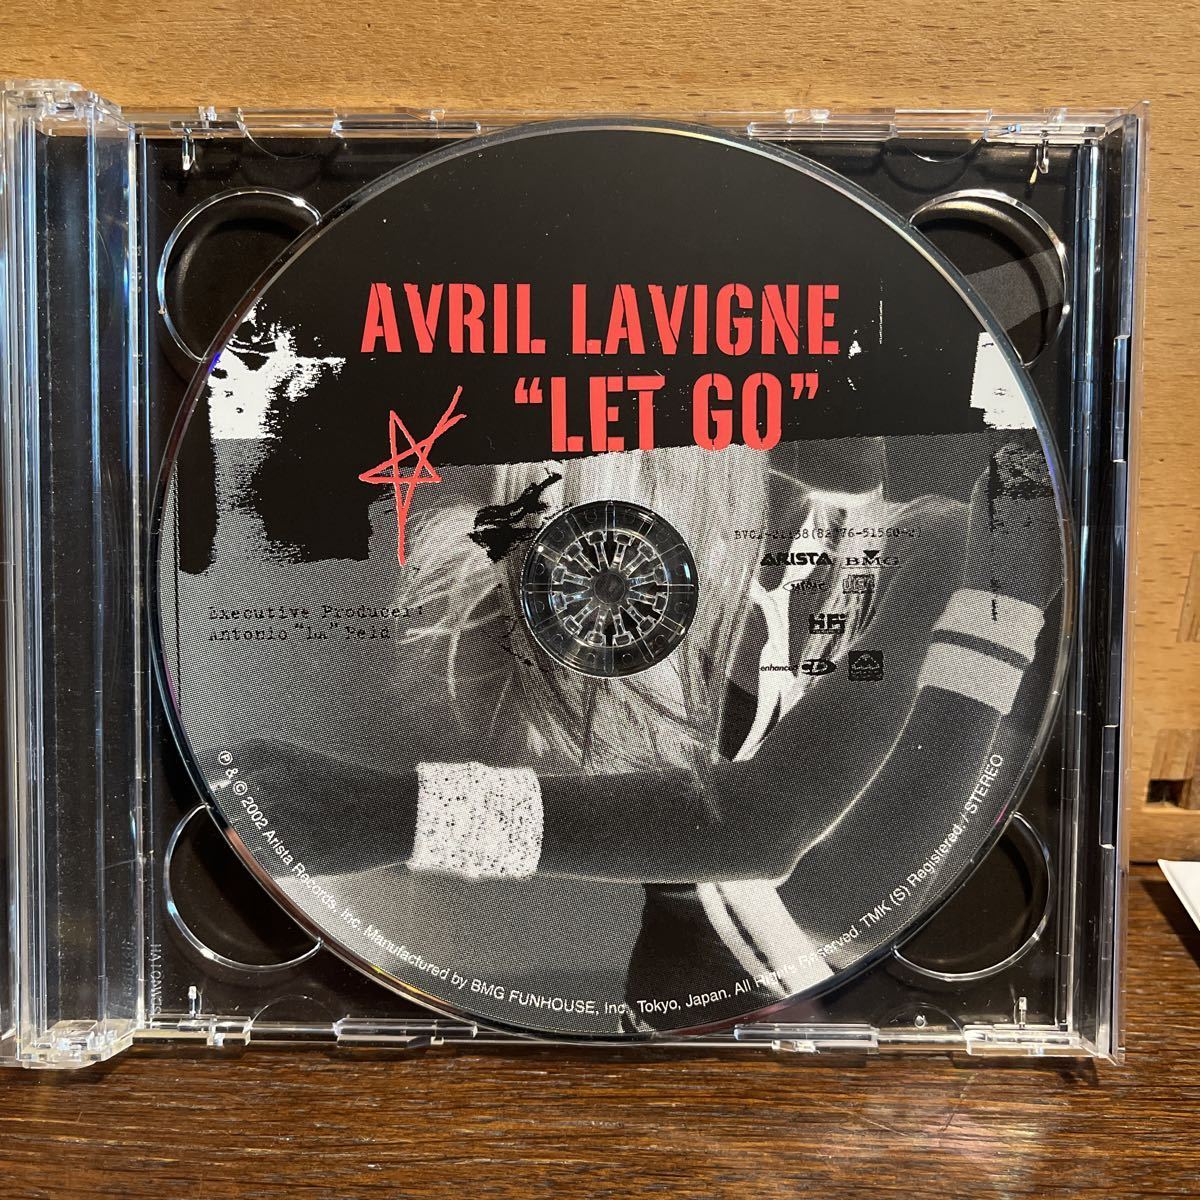 AVRIL LAVIGNE
“LET GO”
ARISTA BMG
enhanced CD
Executive Producer:
Antonio "LA" Reid
℗ & © 2002 Arista Records, Inc. Manufactured by BMG FUNHOUSE, Inc. Tokyo, Japan. All Rights Reserved. TMK (S) Registered. / STEREO